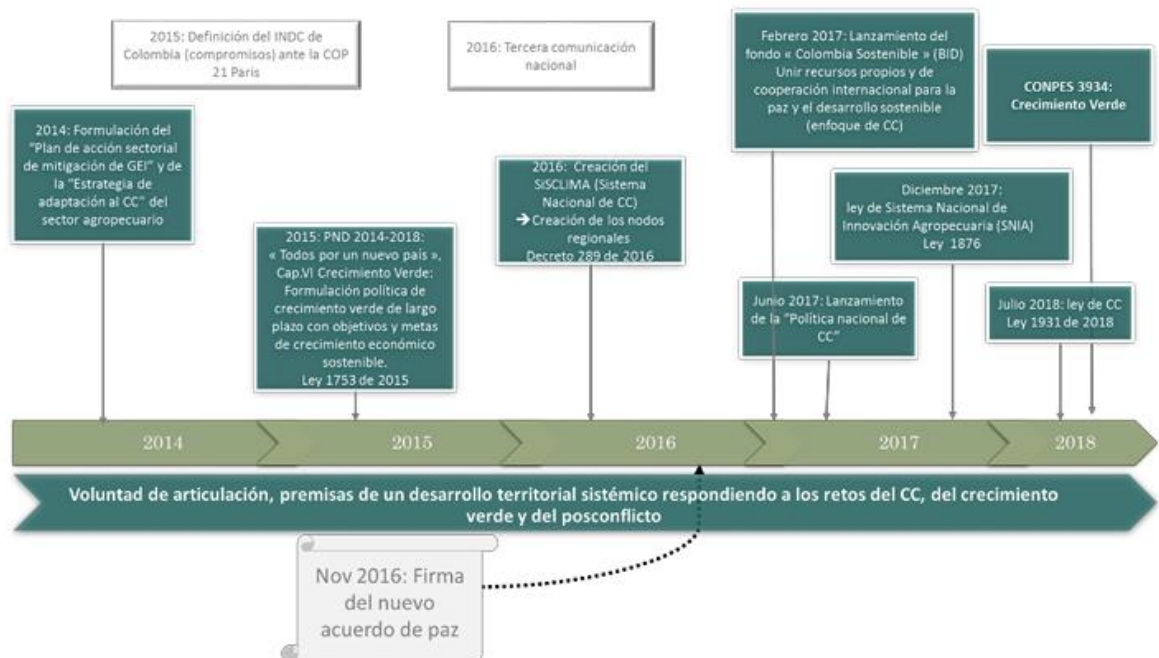 2015: Definición del INDC de
Colombia (compromisos) ante la COP
21 Paris
2016: Tercera comunicación
nacional
Febrero 2017: Lanzamiento del
fondo « Colombia Sostenible » (BID)
Unir recursos propios y de
cooperación internacional para la
paz y el desarrollo sostenible
(enfoque de CC)
CONPES 3934:
Crecimiento Verde
2014: Formulación del
"Plan de acción sectorial
de mitigación de GEI" y de
la "Estrategia de
adaptación al CC" del
sector agropecuario
2015: PND 2014-2018:
« Todos por un nuevo país »,
Cap.VI Crecimiento Verde:
Formulación política de
crecimiento verde de largo
plazo con objetivos y metas
de crecimiento económico
sostenible.
Ley 1753 de 2015
2016: Creación del
SiSCLIMA (Sistema
Nacional de CC)
→ Creación de los nodos
regionales
Decreto 289 de 2016
Diciembre 2017:
ley de Sistema Nacional de
Innovación Agropecuaria (SNIA)
Ley 1876
Junio 2017: Lanzamiento
de la "Política nacional de
CC"
Julio 2018: ley de CC
Ley 1931 de 2018
2014
2015
2016
2017
2018
Voluntad de articulación, premisas de un desarrollo territorial sistémico respondiendo a los retos del CC, del crecimiento
verde y del posconflicto
Nov 2016: Firma
del nuevo
acuerdo de paz